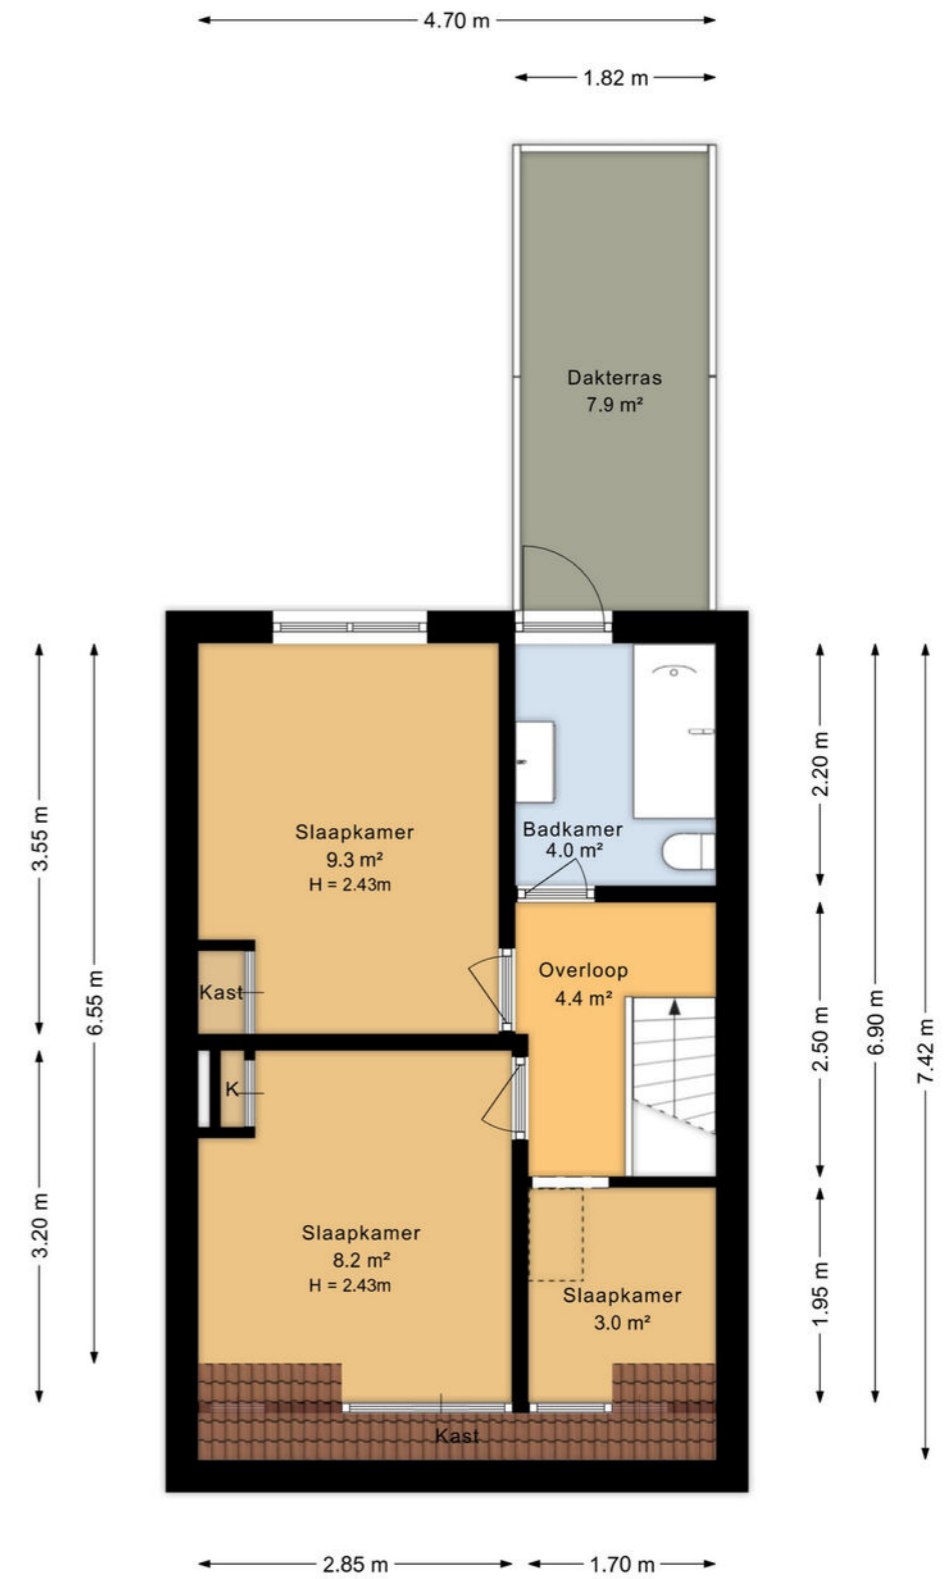 4.70 m
1.82 m
Dakterras
7.9 m²
3.55 m
6.55 m
3.20 m
Slaapkamer
9.3 m²
H = 2.43m
Kast
K
Badkamer
4.0 m²
Overloop
4.4 m²
Slaapkamer
8.2 m²
H = 2.43m
Slaapkamer
3.0 m²
Kast
2.20 m
2.50 m
1.95 m
6.90 m
7.42 m
2.85 m
1.70 m